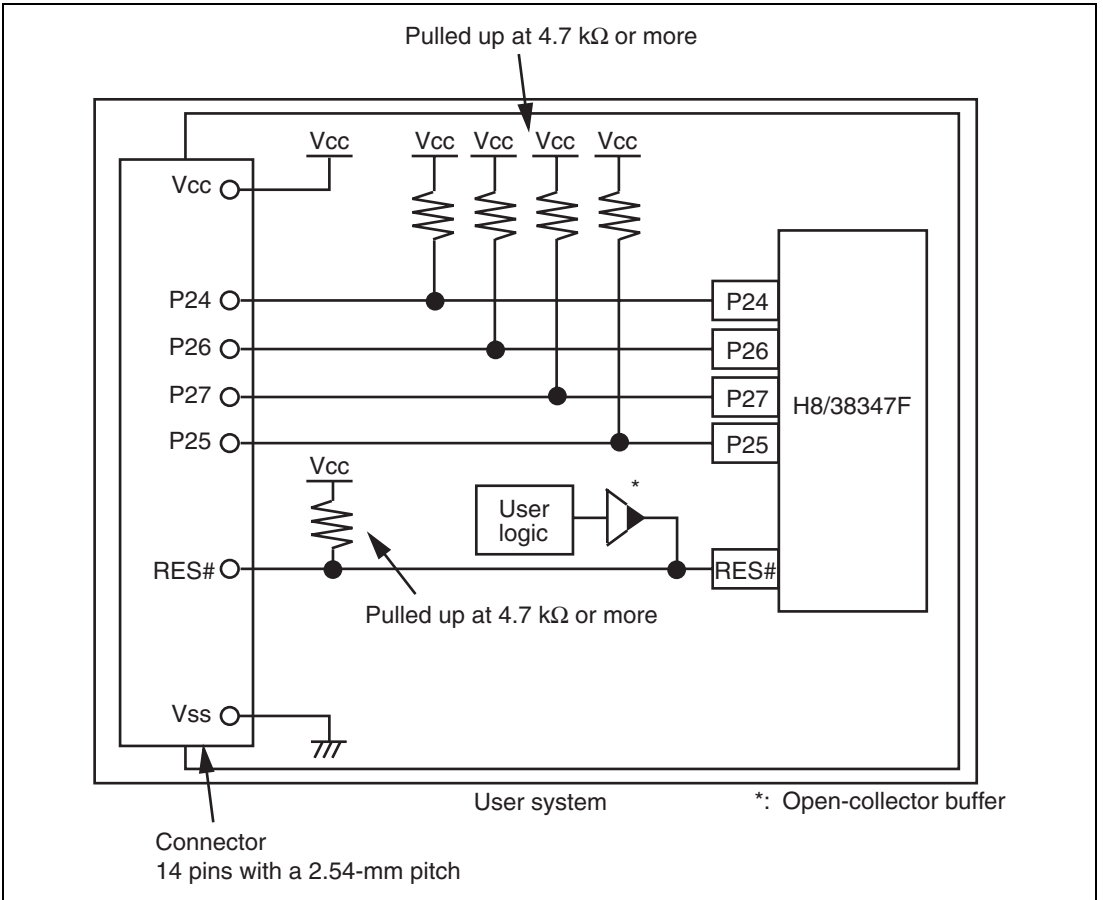 Pulled up at 4.7 kΩ or more
Vcc
Vcc
Vcc
Vcc
Vcc
Vcc
P24
P24
P26
P26
P27
P27
H8/38347F
P25
P25
Vcc
*
User
logic
RES#
RES#
Pulled up at 4.7 kΩ or more
Vss
User system
*: Open-collector buffer
Connector
14 pins with a 2.54-mm pitch